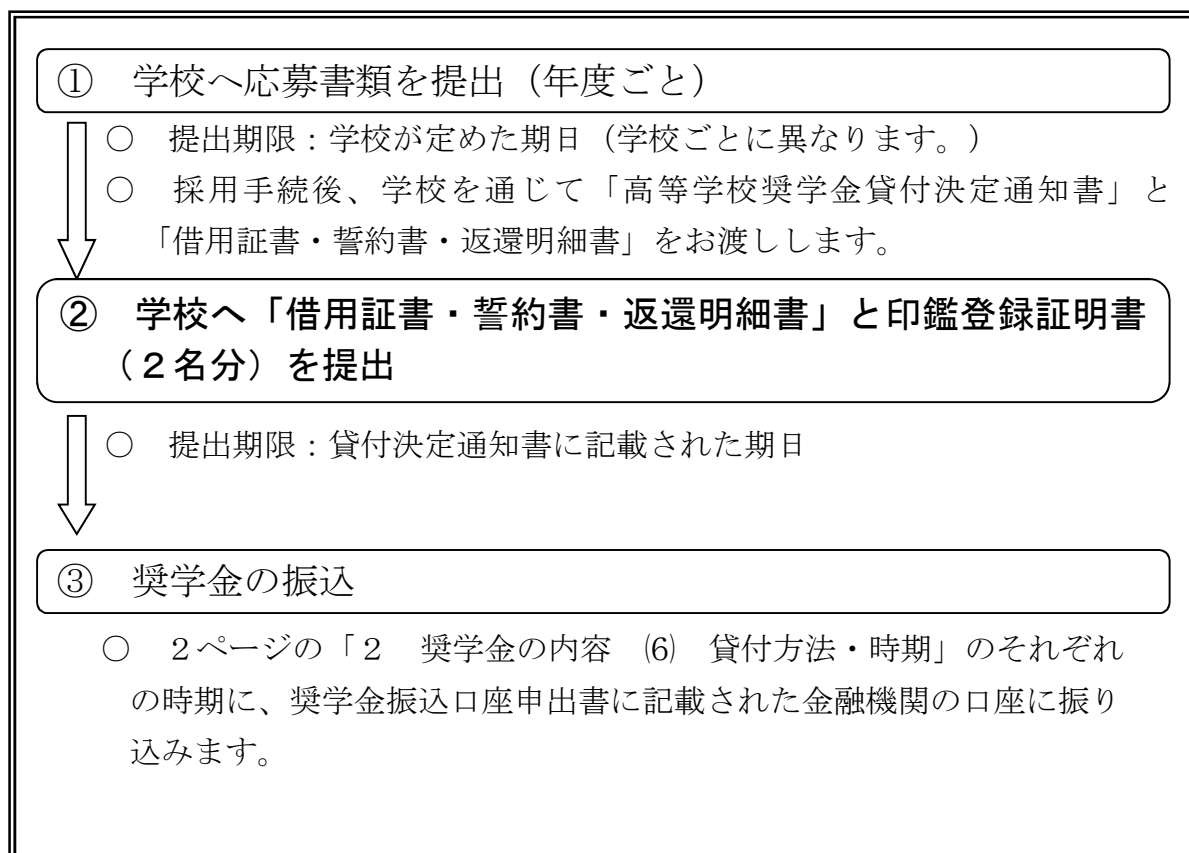 ① 学校へ応募書類を提出（年度ごと）
○ 提出期限：学校が定めた期日（学校ごとに異なります。）
○ 採用手続後、学校を通じて「高等学校奨学金貸付決定通知書」と
「借用証書・誓約書・返還明細書」をお渡しします。
② 学校へ「借用証書・誓約書・返還明細書」と印鑑登録証明書
（２名分）を提出
○ 提出期限：貸付決定通知書に記載された期日
③ 奨学金の振込
○ ２ページの「２ 奨学金の内容 ⑹ 貸付方法・時期」のそれぞれ
の時期に、奨学金振込口座申出書に記載された金融機関の口座に振り
込みます。